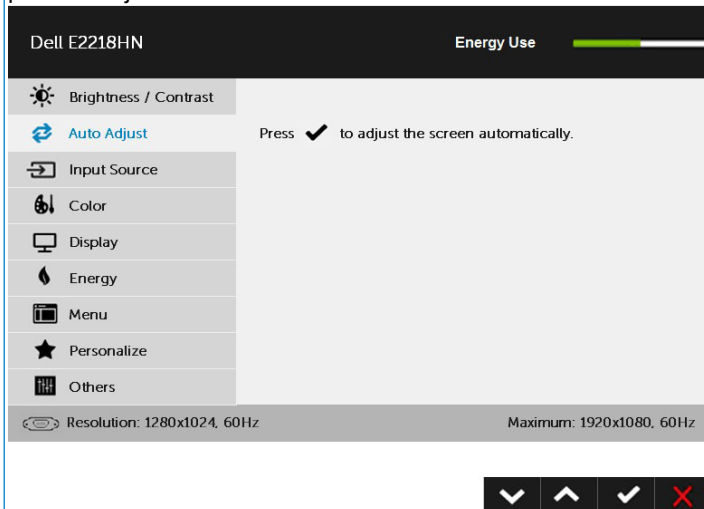 Dell E2218HN
Energy Use
Brightness / Contrast
Auto Adjust
Press ✔ to adjust the screen automatically.
Input Source
Color
Display
Energy
Menu
Personalize
Others
Resolution: 1280x1024, 60Hz
Maximum: 1920x1080, 60Hz